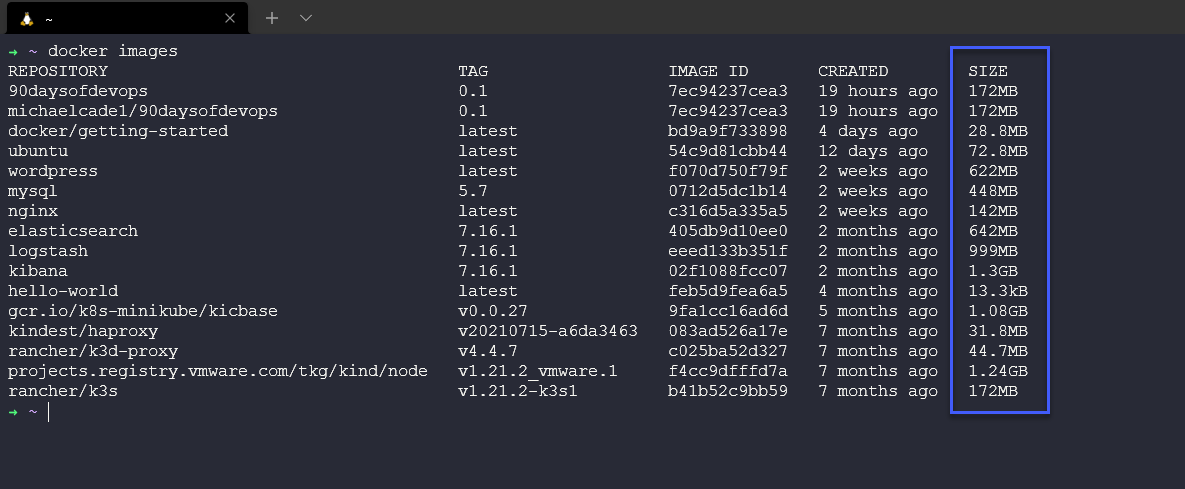 ~
→ ~ docker images
REPOSITORY TAG IMAGE ID CREATED SIZE
90daysofdevops 0.1 7ec94237cea3 19 hours ago 172MB
michaelcade1/90daysofdevops 0.1 7ec94237cea3 19 hours ago 172MB
docker/getting-started latest bd9a9f733898 4 days ago 28.8MB
ubuntu latest 54c9d81cbb44 12 days ago 72.8MB
wordpress latest f070d750f79f 2 weeks ago 622MB
mysql 5.7 0712d5dc1b14 2 weeks ago 448MB
nginx latest c316d5a335a5 2 weeks ago 142MB
elasticsearch 7.16.1 405db9d10ee0 2 months ago 642MB
logstash 7.16.1 eeed133b351f 2 months ago 999MB
kibana 7.16.1 02f1088fcc07 2 months ago 1.3GB
hello-world latest feb5d9fea6a5 4 months ago 13.3kB
gcr.io/k8s-minikube/kicbase v0.0.27 9fa1cc16ad6d 5 months ago 1.08GB
kindest/haproxy v20210715-a6da3463 083ad526a17e 7 months ago 31.8MB
rancher/k3d-proxy v4.4.7 c025ba52d327 7 months ago 44.7MB
projects.registry.vmware.com/tkg/kind/node v1.21.2_vmware.1 f4cc9dfffd7a 7 months ago 1.24GB
rancher/k3s v1.21.2-k3s1 b41b52c9bb59 7 months ago 172MB
→ ~